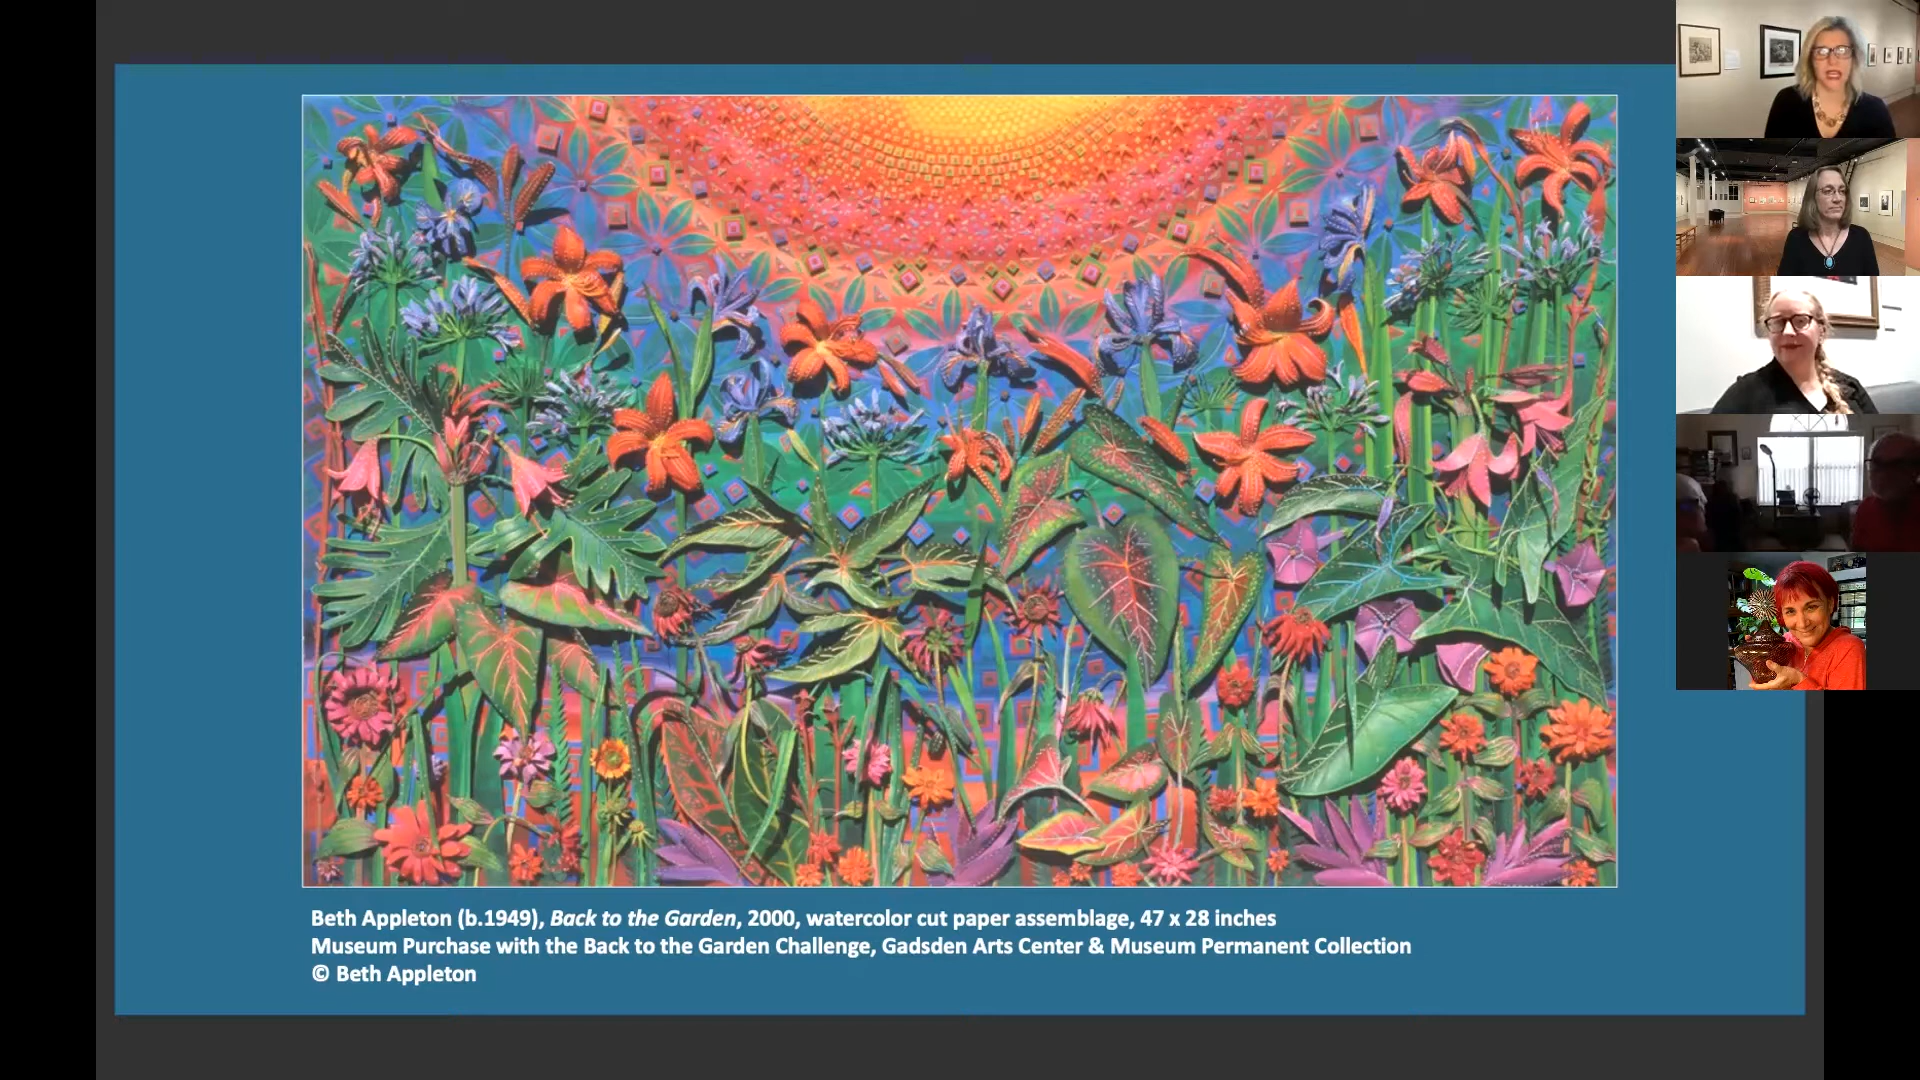 Beth Appleton (b.1949), Back to the Garden, 2000, watercolor cut paper assemblage, 47 x 28 inches
Museum Purchase with the Back to the Garden Challenge, Gadsden Arts Center & Museum Permanent Collection
© Beth Appleton